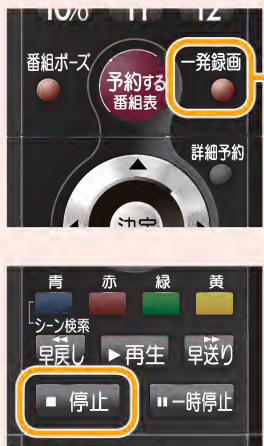 10% 11 12
番組ポーズ
一発録画
予約する
番組表
詳細予約
決定
青 赤 緑 黄
シーン検索
早戻し ▶再生 早送り
■ 停止
一時停止